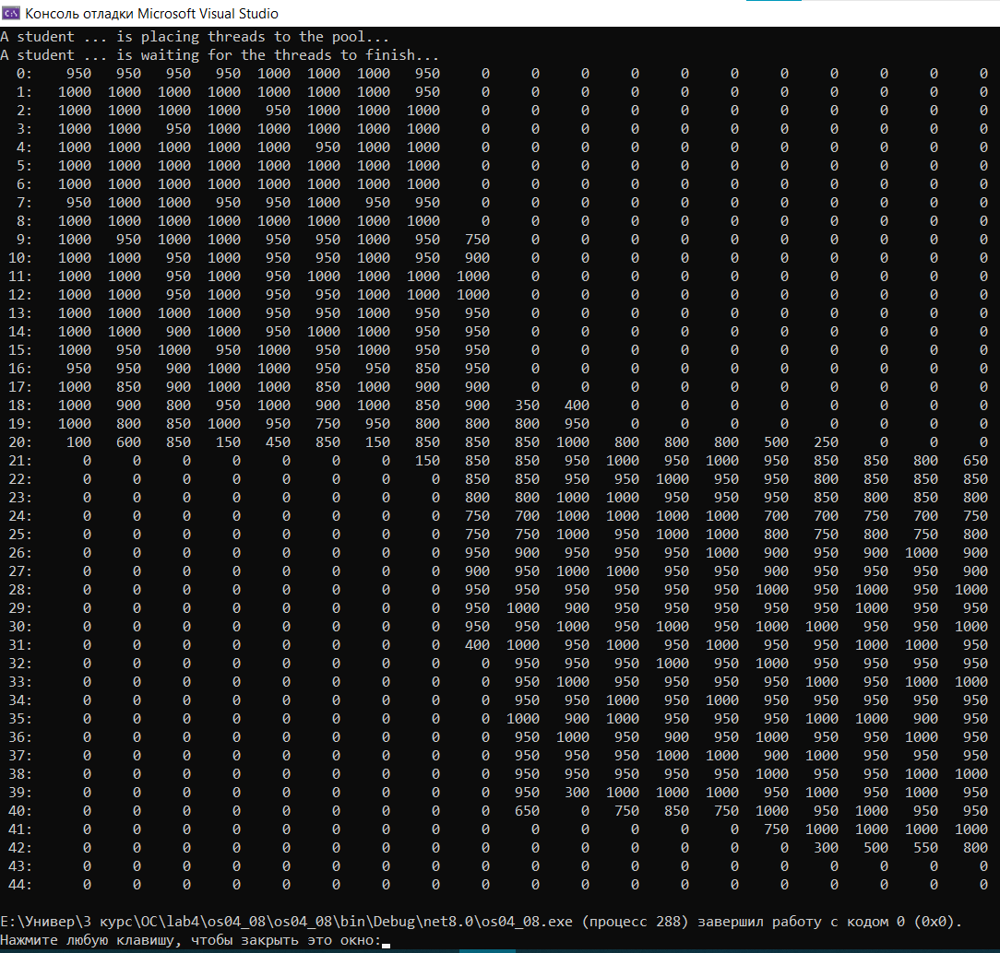 Консоль отладки Microsoft Visual Studio
A student ... is placing threads to the pool...
A student ... is waiting for the threads to finish...
0: 950 950 950 950 1000 1000 1000 950 0 0 0 0 0 0 0 0 0 0 0
1: 1000 1000 1000 1000 1000 1000 1000 950 0 0 0 0 0 0 0 0 0 0 0
2: 1000 1000 1000 1000 950 1000 1000 1000 0 0 0 0 0 0 0 0 0 0 0
3: 1000 1000 950 1000 1000 1000 1000 1000 0 0 0 0 0 0 0 0 0 0 0
4: 1000 1000 1000 1000 1000 950 1000 1000 0 0 0 0 0 0 0 0 0 0 0
5: 1000 1000 1000 1000 1000 1000 1000 1000 0 0 0 0 0 0 0 0 0 0 0
6: 1000 1000 1000 1000 1000 1000 1000 1000 0 0 0 0 0 0 0 0 0 0 0
7: 950 1000 1000 950 950 1000 950 950 0 0 0 0 0 0 0 0 0 0 0
8: 1000 1000 1000 1000 1000 1000 1000 1000 0 0 0 0 0 0 0 0 0 0 0
9: 1000 950 1000 1000 950 950 1000 950 750 0 0 0 0 0 0 0 0 0 0
10: 1000 1000 950 1000 950 950 1000 950 900 0 0 0 0 0 0 0 0 0 0
11: 1000 1000 950 1000 950 1000 1000 1000 1000 0 0 0 0 0 0 0 0 0 0
12: 1000 1000 950 1000 950 950 1000 1000 1000 0 0 0 0 0 0 0 0 0 0
13: 1000 1000 1000 1000 950 950 1000 950 950 0 0 0 0 0 0 0 0 0 0
14: 1000 1000 900 1000 950 1000 1000 950 950 0 0 0 0 0 0 0 0 0 0
15: 1000 950 1000 950 1000 950 1000 950 950 0 0 0 0 0 0 0 0 0 0
16: 950 950 900 1000 1000 950 950 850 950 0 0 0 0 0 0 0 0 0 0
17: 1000 850 900 1000 1000 850 1000 900 900 0 0 0 0 0 0 0 0 0 0
18: 1000 900 800 950 1000 900 1000 850 900 350 400 0 0 0 0 0 0 0 0
19: 1000 800 850 1000 950 750 950 800 800 800 950 0 0 0 0 0 0 0 0
20: 100 600 850 150 450 850 150 850 850 850 1000 800 800 800 500 250 0 0 0
21: 0 0 0 0 0 0 0 150 850 850 950 1000 950 1000 950 850 850 800 650
22: 0 0 0 0 0 0 0 0 850 850 950 950 1000 950 950 800 850 850 850
23: 0 0 0 0 0 0 0 0 800 800 1000 1000 950 950 950 850 800 850 800
24: 0 0 0 0 0 0 0 0 750 700 1000 1000 1000 1000 700 700 750 700 750
25: 0 0 0 0 0 0 0 0 750 750 1000 950 1000 1000 800 750 800 750 800
26: 0 0 0 0 0 0 0 0 950 900 950 950 950 1000 900 950 900 1000 900
27: 0 0 0 0 0 0 0 0 900 950 1000 1000 950 950 900 950 950 950 900
28: 0 0 0 0 0 0 0 0 950 950 950 950 950 950 1000 950 1000 950 1000
29: 0 0 0 0 0 0 0 0 950 1000 900 950 950 950 950 950 1000 950 950
30: 0 0 0 0 0 0 0 0 950 950 1000 950 1000 950 1000 1000 950 950 1000
31: 0 0 0 0 0 0 0 0 400 1000 950 1000 950 1000 950 950 1000 1000 950
32: 0 0 0 0 0 0 0 0 0 950 950 950 1000 950 1000 950 950 950 950
33: 0 0 0 0 0 0 0 0 0 950 1000 950 950 950 950 1000 950 1000 1000
34: 0 0 0 0 0 0 0 0 0 950 950 1000 950 1000 950 950 950 950 950
35: 0 0 0 0 0 0 0 0 0 1000 900 1000 950 950 950 1000 1000 900 950
36: 0 0 0 0 0 0 0 0 0 950 1000 950 900 950 1000 950 950 1000 950
37: 0 0 0 0 0 0 0 0 0 950 950 950 1000 1000 900 1000 950 950 950
38: 0 0 0 0 0 0 0 0 0 950 950 950 950 950 1000 950 950 1000 1000
39: 0 0 0 0 0 0 0 0 0 950 300 1000 1000 1000 950 1000 950 1000 950
40: 0 0 0 0 0 0 0 0 0 650 0 750 850 750 1000 950 1000 950 950
41: 0 0 0 0 0 0 0 0 0 0 0 0 0 0 750 1000 1000 1000 1000
42: 0 0 0 0 0 0 0 0 0 0 0 0 0 0 0 300 500 550 800
43: 0 0 0 0 0 0 0 0 0 0 0 0 0 0 0 0 0 0 0
44: 0 0 0 0 0 0 0 0 0 0 0 0 0 0 0 0 0 0 0
E:\Универ\3 курс\ОС\lab4\os04_08\os04_08\bin\Debug\net8.0\os04_08.exe (процесс 288) завершил работу с кодом 0 (0x0).
Нажмите любую клавишу, чтобы закрыть это окно: